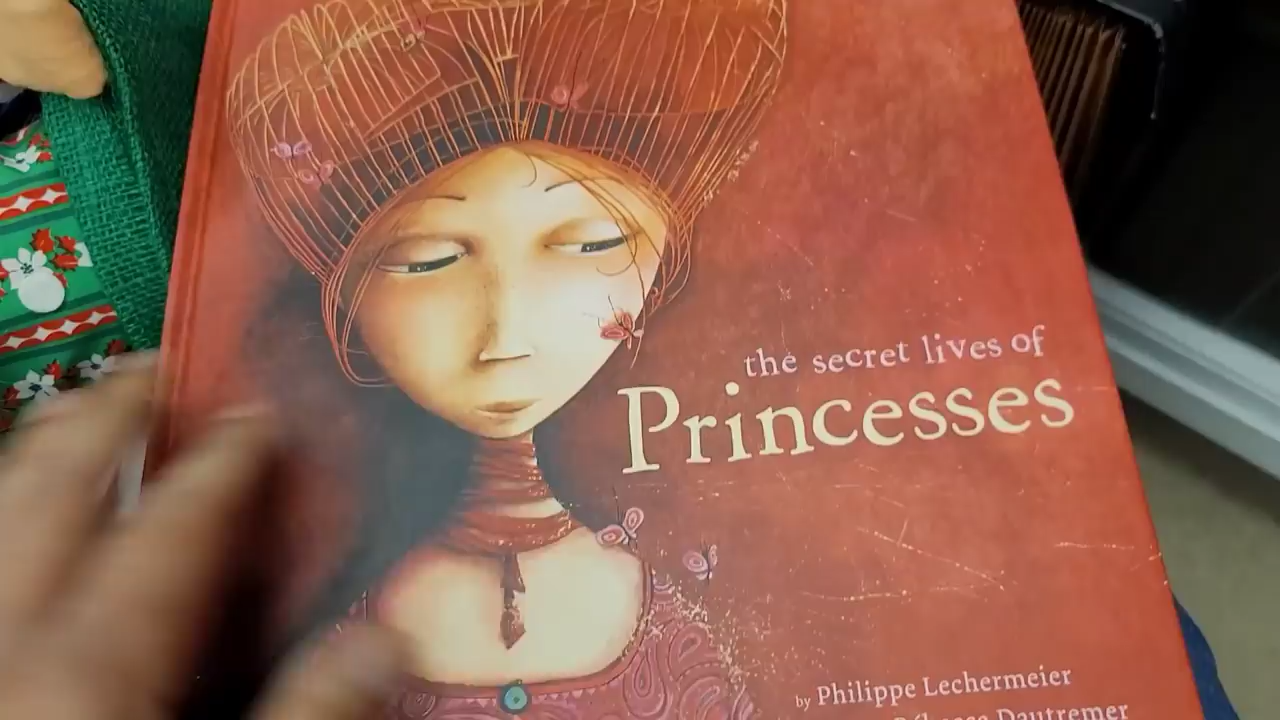 the secret lives of
Princesses
by Philippe Lechermeier
Rébecca Dautremer